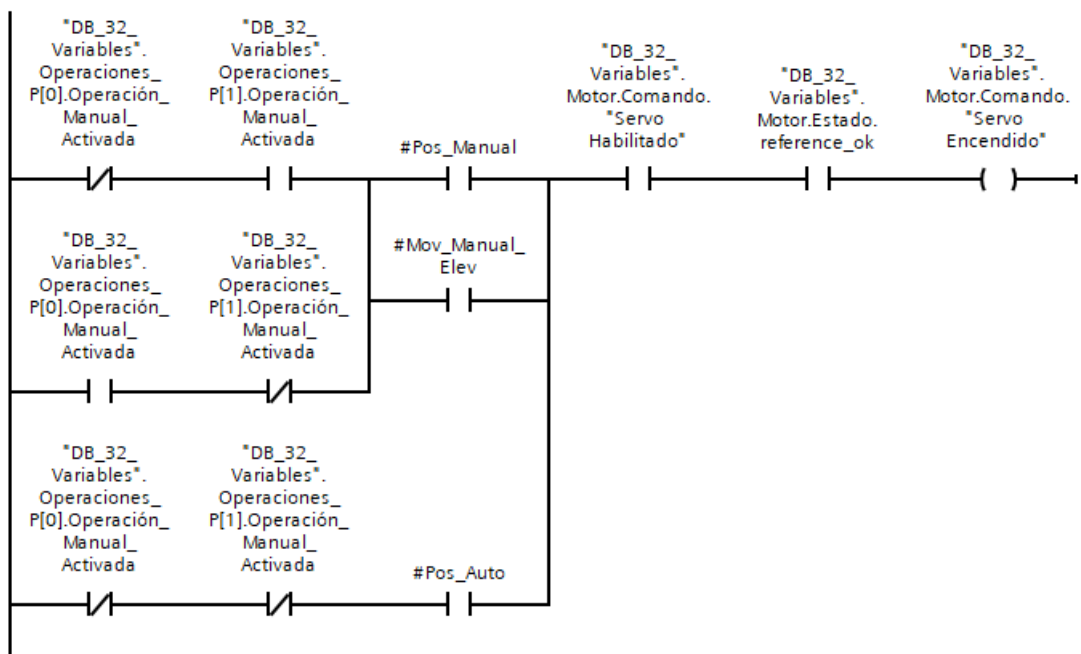 "DB_32_
Variables".
Operaciones_
P[0].Operación_
Manual_
Activada
"DB_32_
Variables".
Operaciones_
P[1].Operación_
Manual_
Activada
#Pos_Manual
"DB_32_
Variables".
Motor.Comando.
"Servo
Habilitado"
"DB_32_
Variables".
Motor.Estado.
reference_ok
"DB_32_
Variables".
Motor.Comando.
"Servo
Encendido"
"DB_32_
Variables".
Operaciones_
P[0].Operación_
Manual_
Activada
"DB_32_
Variables".
Operaciones_
P[1].Operación_
Manual_
Activada
#Mov_Manual_
Elev
"DB_32_
Variables".
Operaciones_
P[0].Operación_
Manual_
Activada
"DB_32_
Variables".
Operaciones_
P[1].Operación_
Manual_
Activada
#Pos_Auto